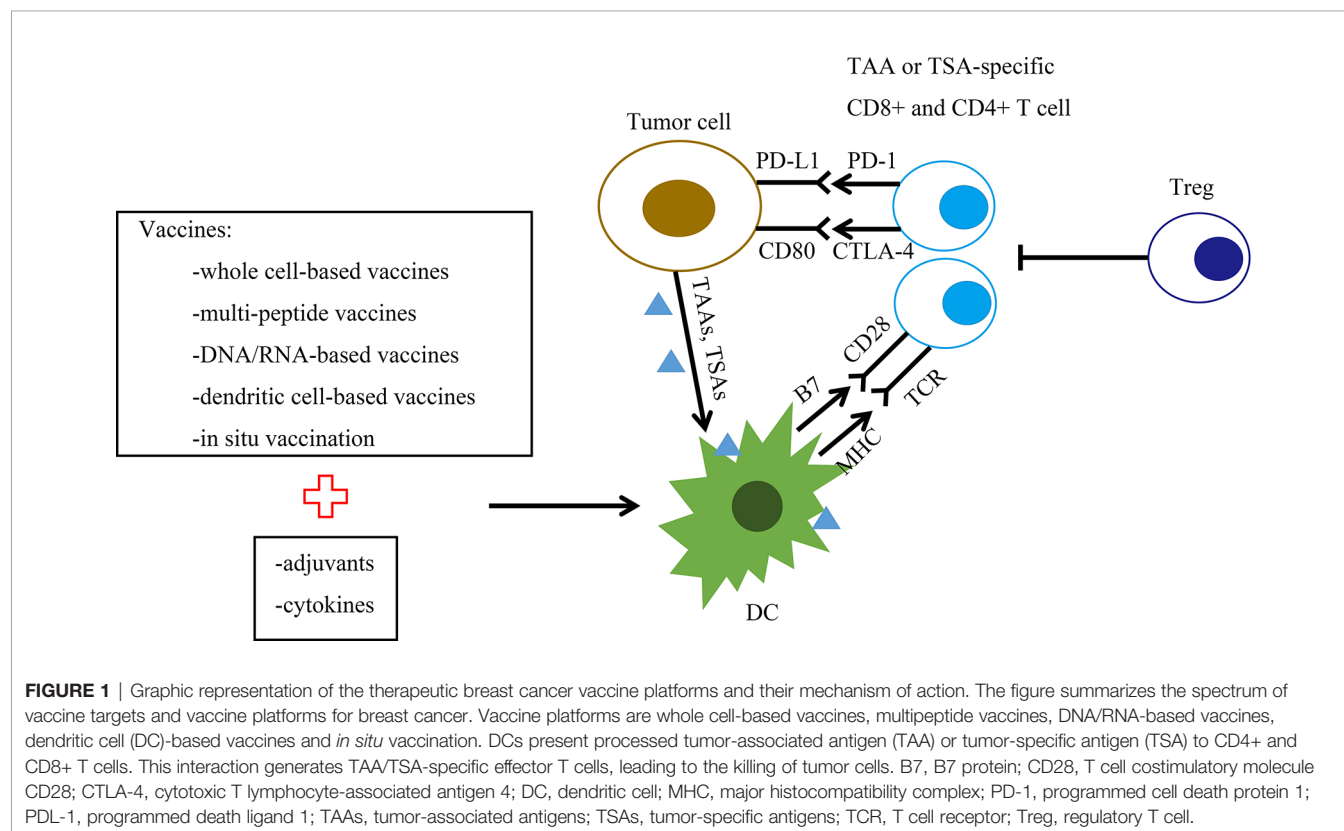 TAA or TSA-specific
CD8+ and CD4+ T cell
Tumor cell
PD-L1
PD-1
Treg
CD80
CTLA-4
Vaccines:
-whole cell-based vaccines
-multi-peptide vaccines
-DNA/RNA-based vaccines
-dendritic cell-based vaccines
-in situ vaccination
TAAs, TSAs
CD28
TCR
B7
MHC
-adjuvants
-cytokines
DC
FIGURE 1 | Graphic representation of the therapeutic breast cancer vaccine platforms and their mechanism of action. The figure summarizes the spectrum of
vaccine targets and vaccine platforms for breast cancer. Vaccine platforms are whole cell-based vaccines, multipeptide vaccines, DNA/RNA-based vaccines,
dendritic cell (DC)-based vaccines and in situ vaccination. DCs present processed tumor-associated antigen (TAA) or tumor-specific antigen (TSA) to CD4+ and
CD8+ T cells. This interaction generates TAA/TSA-specific effector T cells, leading to the killing of tumor cells. B7, B7 protein; CD28, T cell costimulatory molecule
CD28; CTLA-4, cytotoxic T lymphocyte-associated antigen 4; DC, dendritic cell; MHC, major histocompatibility complex; PD-1, programmed cell death protein 1;
PDL-1, programmed death ligand 1; TAAs, tumor-associated antigens; TSAs, tumor-specific antigens; TCR, T cell receptor; Treg, regulatory T cell.